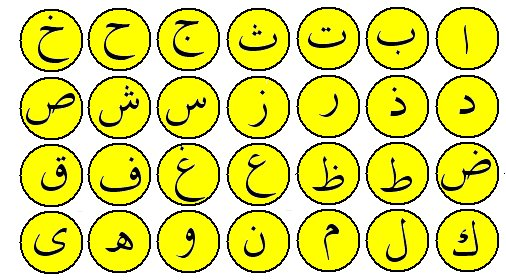 ا ب ت ث ج ح خ
د ذ ر ز س ش ص
ض ط ظ ع غ ف ق
ك ل م ن و ه ى